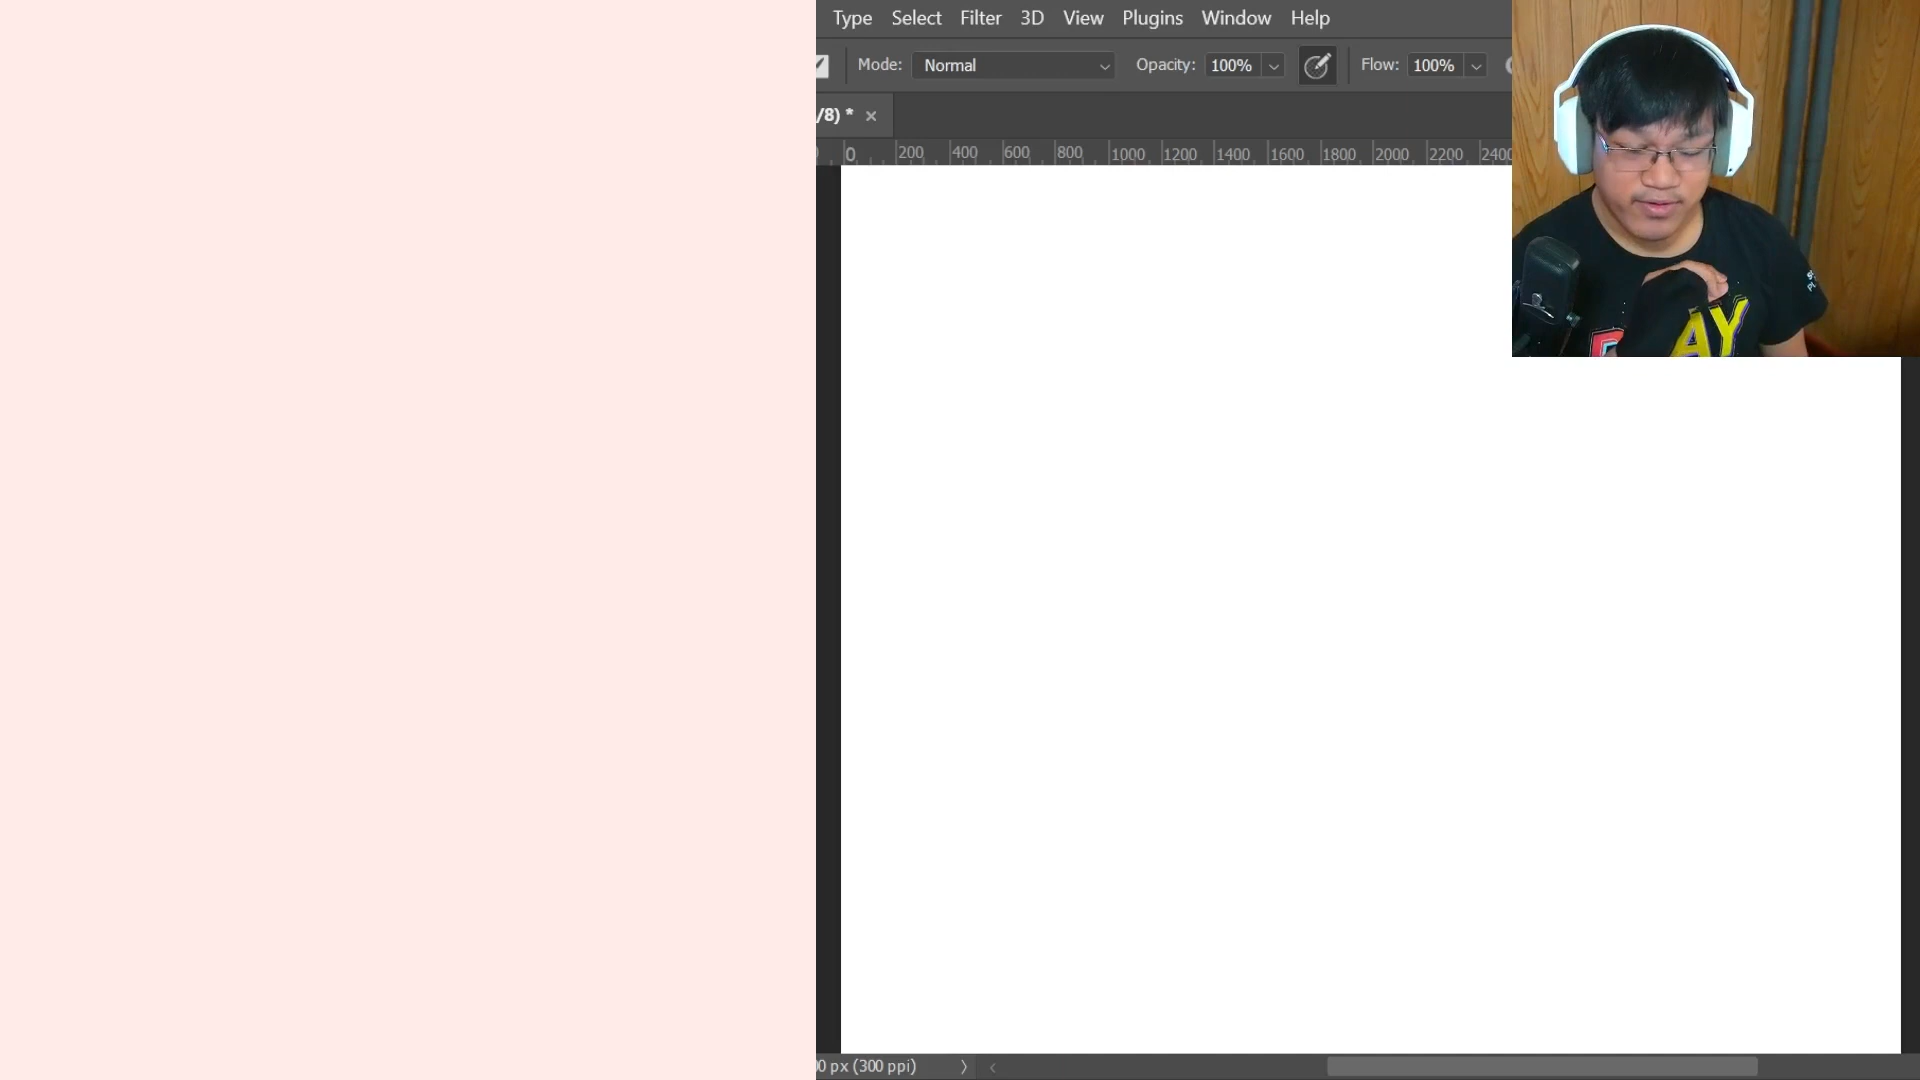 Type Select Filter 3D View Plugins Window Help
Mode: Normal Opacity: 100% Flow: 100%
/8) * ×
0 200 400 600 800 1000 1200 1400 1600 1800 2000 2200 2400
AY
0 px (300 ppi)